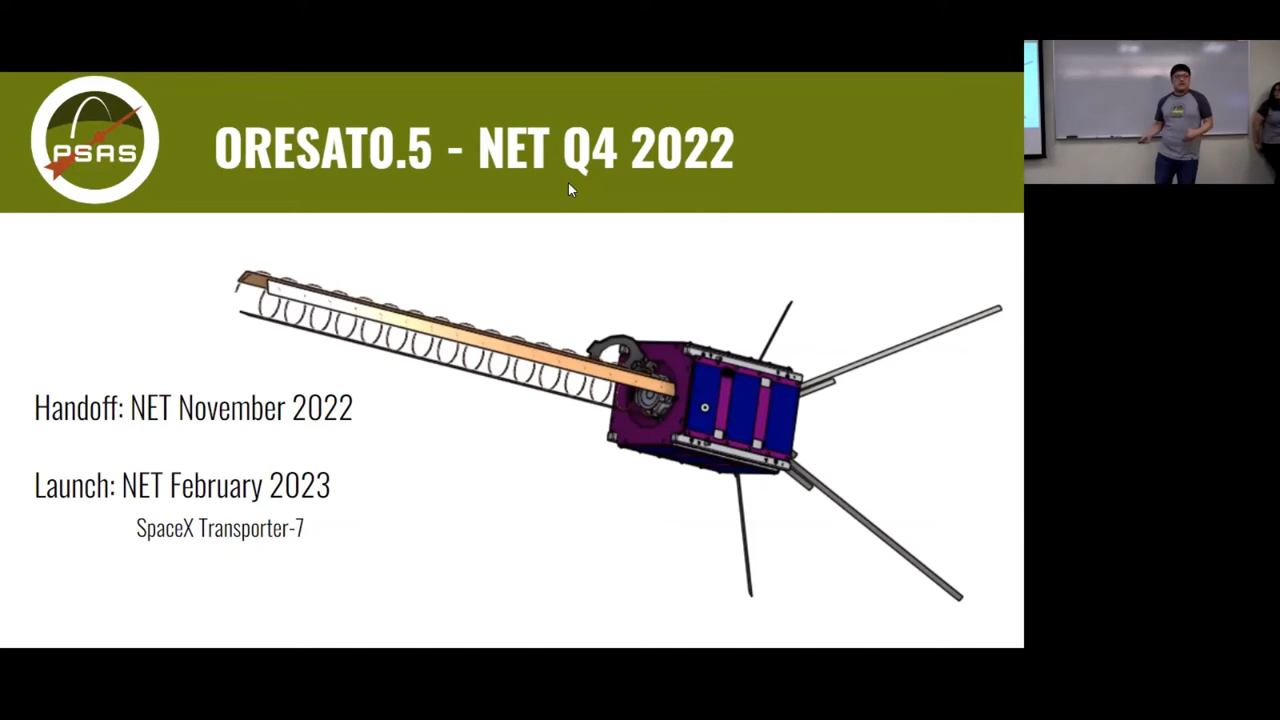 PSAS
ORESAT0.5 - NET Q4 2022
Handoff: NET November 2022
Launch: NET February 2023
SpaceX Transporter-7